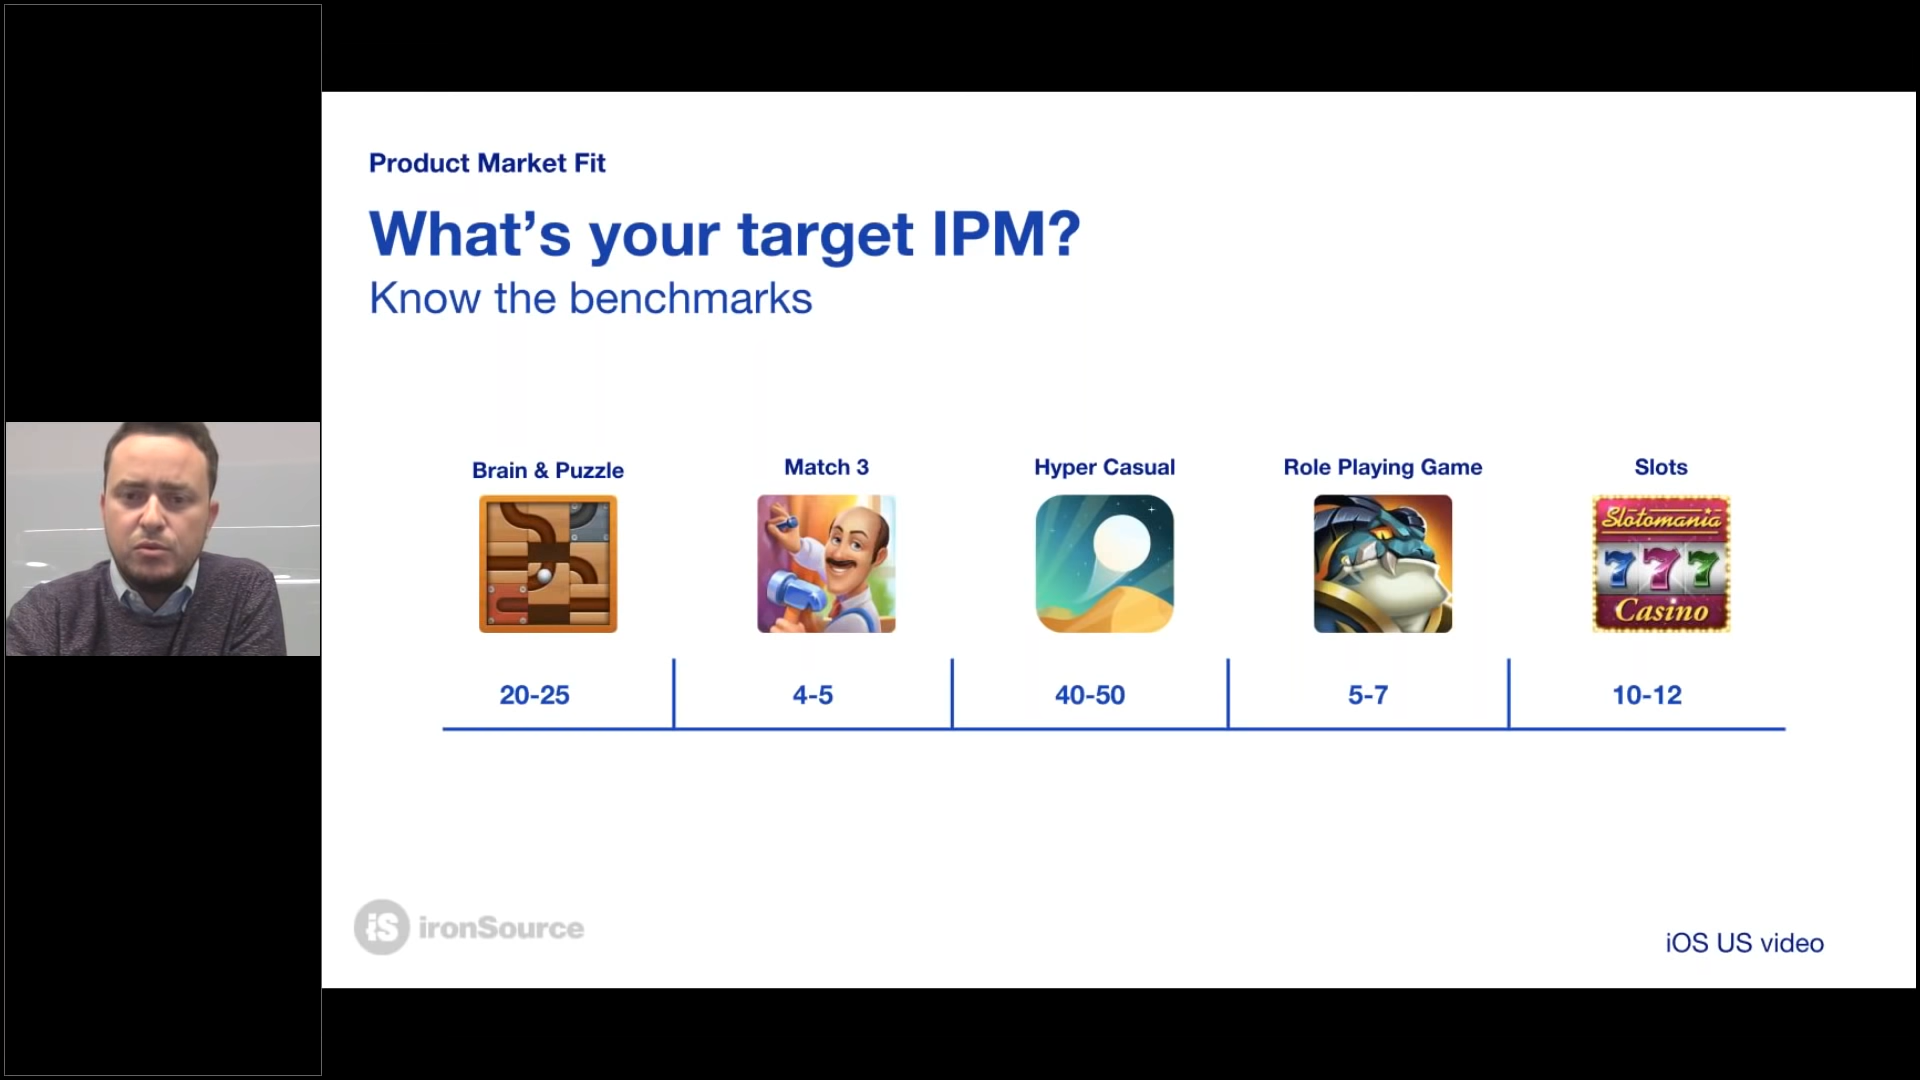 Product Market Fit
What's your target IPM?
Know the benchmarks
Brain & Puzzle
Match 3
Hyper Casual
Role Playing Game
Slots
Slotomania
777
Casino
20-25
4-5
40-50
5-7
10-12
iS ironSource
iOS US video